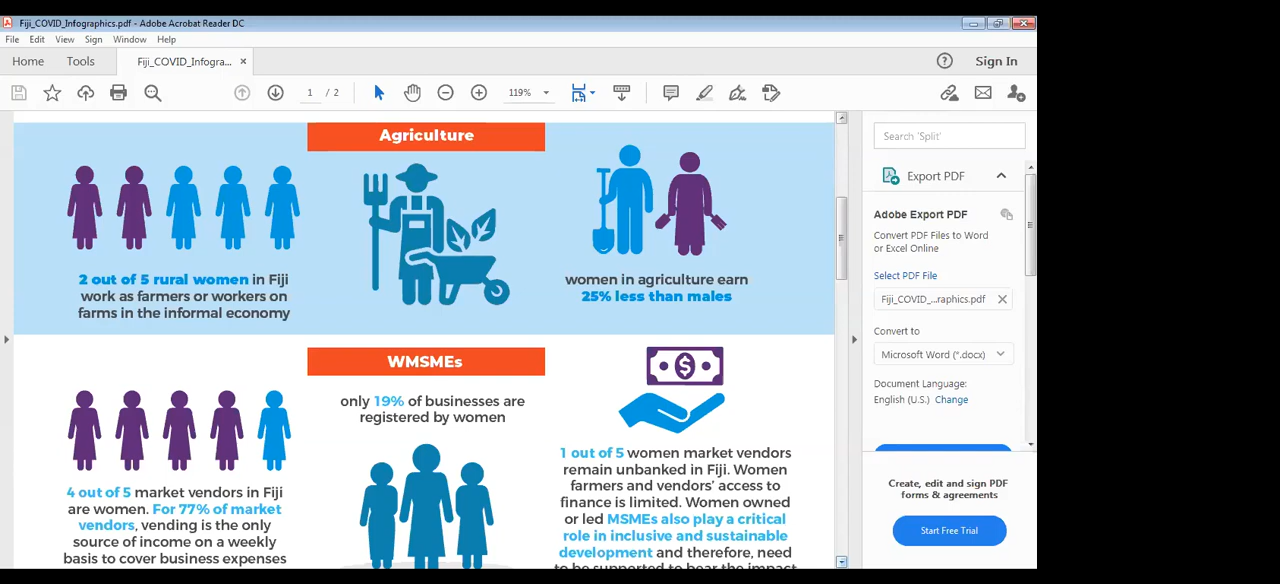 Fiji_COVID_Infographics.pdf - Adobe Acrobat Reader DC
File Edit View Sign Window Help
Home Tools Fiji_COVID_Infogra... × Sign In
1 / 2 119%
Agriculture
2 out of 5 rural women in Fiji
work as farmers or workers on
farms in the informal economy
women in agriculture earn
25% less than males
WMSMEs
4 out of 5 market vendors in Fiji
are women. For 77% of market
vendors, vending is the only
source of income on a weekly
basis to cover business expenses
only 19% of businesses are
registered by women
1 out of 5 women market vendors
remain unbanked in Fiji. Women
farmers and vendors' access to
finance is limited. Women owned
or led MSMEs also play a critical
role in inclusive and sustainable
development and therefore, need
to be supported to bear the impact
Search 'Split'
Export PDF
Adobe Export PDF
Convert PDF Files to Word
or Excel Online
Select PDF File
Fiji_COVID_...raphics.pdf ×
Convert to
Microsoft Word (*.docx)
Document Language:
English (U.S.) Change
Create, edit and sign PDF
forms & agreements
Start Free Trial